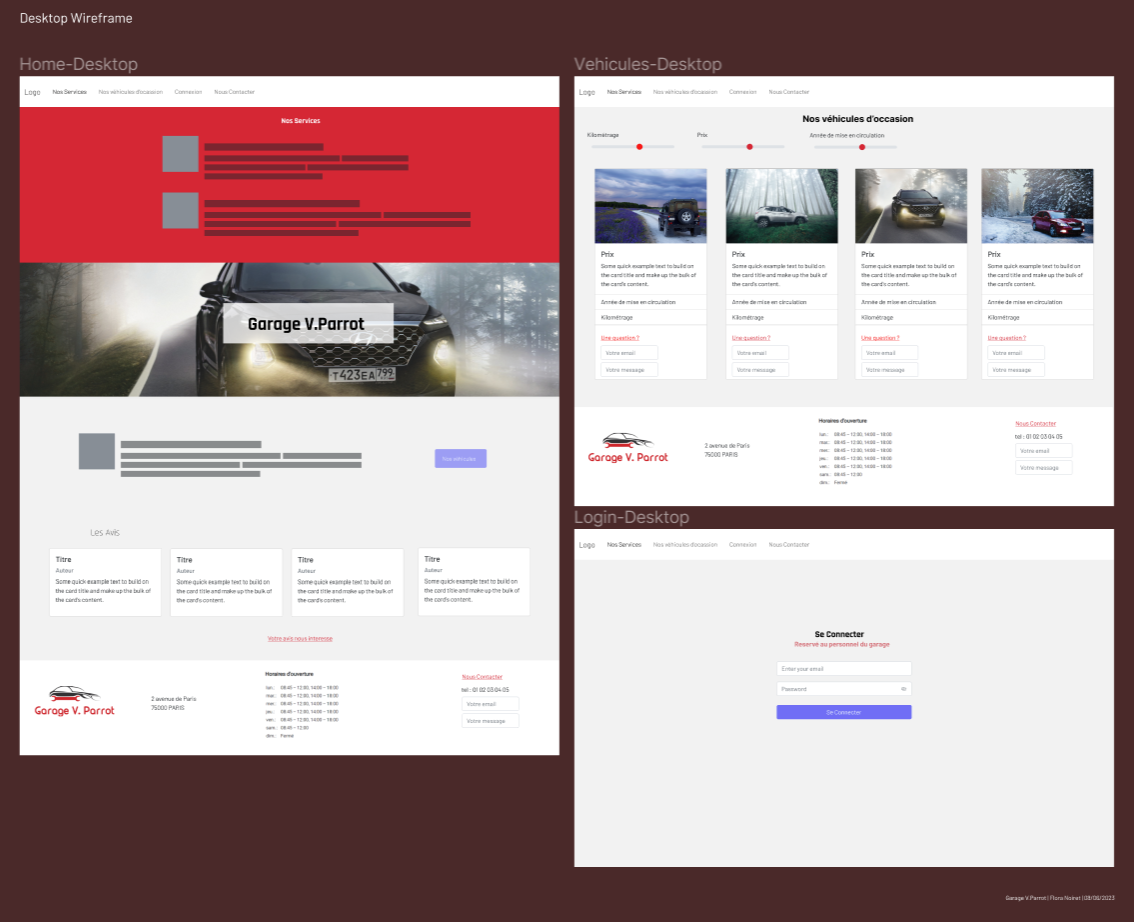 Desktop Wireframe
Home-Desktop
Logo Nos Services Nos véhicules d'ocassion Connexion Nous Contacter
Nos Services
Garage V.Parrot
T423EA 799
Nos véhicules
Les Avis
Titre
Auteur
Some quick example text to build on
the card title and make up the bulk of
the card's content.
Titre
Auteur
Some quick example text to build on
the card title and make up the bulk of
the card's content.
Titre
Auteur
Some quick example text to build on
the card title and make up the bulk of
the card's content.
Titre
Auteur
Some quick example text to build on
the card title and make up the bulk of
the card's content.
Votre avis nous interesse
Garage V. Parrot
2 avenue de Paris
75000 PARIS
Horaires d'ouverture
lun.: 08:45 – 12:00, 14:00 – 18:00
mar.: 08:45 – 12:00, 14:00 – 18:00
mer.: 08:45 – 12:00, 14:00 – 18:00
jeu.: 08:45 – 12:00, 14:00 – 18:00
ven.: 08:45 – 12:00, 14:00 – 18:00
sam.: 08:45 – 12:00
dim.: Fermé
Nous Contacter
tel : 01 02 03 04 05
Votre email
Votre message
Vehicules-Desktop
Logo Nos Services Nos véhicules d'ocassion Connexion Nous Contacter
Nos véhicules d'occasion
Kilométrage Prix Année de mise en circulation
Prix
Some quick example text to build on
the card title and make up the bulk of
the card's content.
Année de mise en circulation
Kilométrage
Une question ?
Votre email
Votre message
Prix
Some quick example text to build on
the card title and make up the bulk of
the card's content.
Année de mise en circulation
Kilométrage
Une question ?
Votre email
Votre message
Prix
Some quick example text to build on
the card title and make up the bulk of
the card's content.
Année de mise en circulation
Kilométrage
Une question ?
Votre email
Votre message
Prix
Some quick example text to build on
the card title and make up the bulk of
the card's content.
Année de mise en circulation
Kilométrage
Une question ?
Votre email
Votre message
Garage V. Parrot
2 avenue de Paris
75000 PARIS
Horaires d'ouverture
lun.: 08:45 – 12:00, 14:00 – 18:00
mar.: 08:45 – 12:00, 14:00 – 18:00
mer.: 08:45 – 12:00, 14:00 – 18:00
jeu.: 08:45 – 12:00, 14:00 – 18:00
ven.: 08:45 – 12:00, 14:00 – 18:00
sam.: 08:45 – 12:00
dim.: Fermé
Nous Contacter
tel : 01 02 03 04 05
Votre email
Votre message
Login-Desktop
Logo Nos Services Nos véhicules d'ocassion Connexion Nous Contacter
Se Connecter
Reservé au personnel du garage
Enter your email
Password
Se Connecter
Garage V.Parrot | Flora Noiret | 08/06/2023